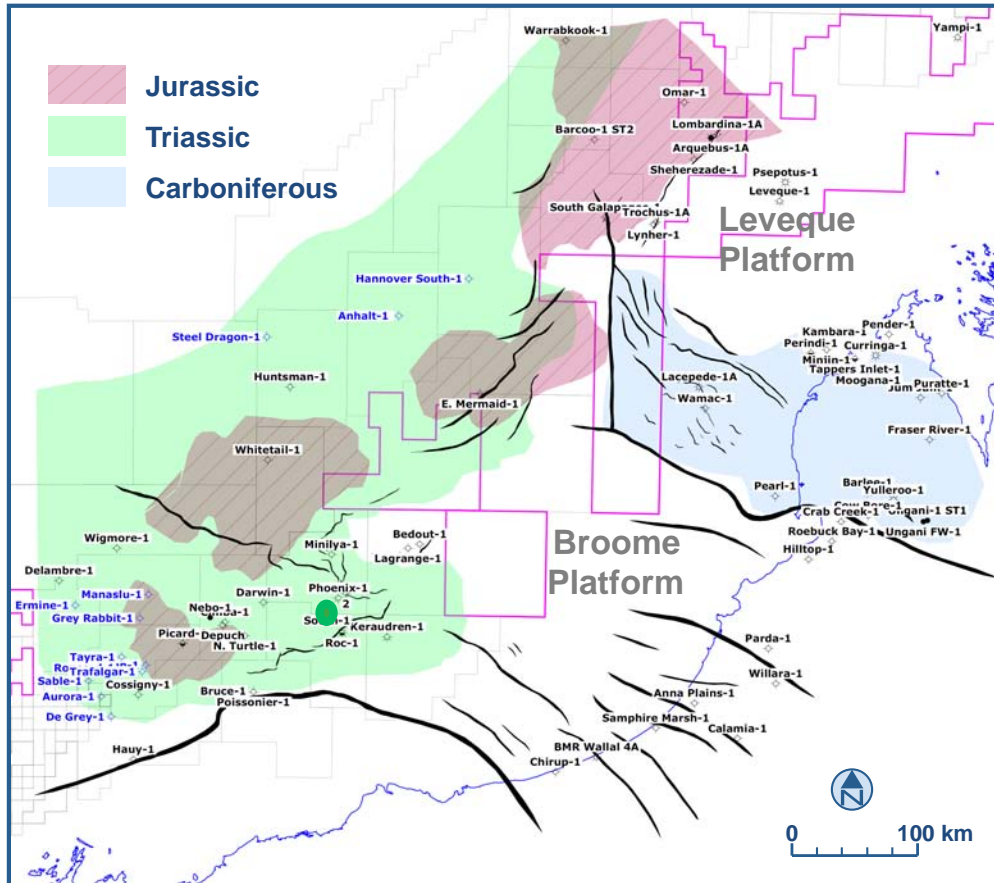 Warrabkook-1
Yampi-1
Jurassic
Triassic
Carboniferous
Omar-1
Lombardina-1A
Barcoo-1 ST2
Arquebus-1A
Sheherezade-1
Psepotus-1
Leveque-1
Trochus-1A
Lynher-1
Leveque
Platform
Hannover South-1
Anhalt-1
Steel Dragon-1
Pender-1
Kambara-1
Perindi-1
Curringa-1
Tappers Inlet-1
Moogana-1
Puratte-1
Huntsman-1
Lacepede-1A
Wamac-1
E. Mermaid-1
Fraser River-1
Whitetail-1
Pearl-1
Yulleroo-1
Crab Creek-1
Ungani-1 ST1
Roebuck Bay-1
Ungani FW-1
Hilltop-1
Wigmore-1
Minilya-1
Bedout-1
Lagrange-1
Broome
Platform
Delambre-1
Manaslu-1
Ermine-1
Grey Rabbit-1
Nebo-1
Darwin-1
Phoenix-1
2
Keraudren-1
Roc-1
Depuch
N. Turtle-1
Tayra-1
Trafalgar-1
Sable-1
Cossigny-1
Aurora-1
De Grey-1
Bruce-1
Poissonier-1
Parda-1
Willara-1
Anna Plains-1
Samphire Marsh-1
Calamia-1
Hauy-1
BMR Wallal 4A
Chirup-1
N
0 100 km